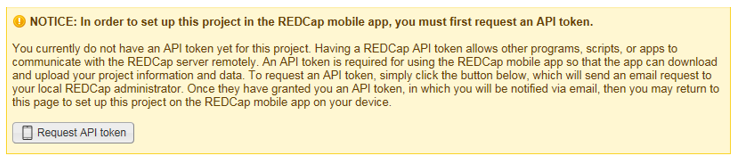 NOTICE: In order to set up this project in the REDCap mobile app, you must first request an API token.
You currently do not have an API token yet for this project. Having a REDCap API token allows other programs, scripts, or apps to
communicate with the REDCap server remotely. An API token is required for using the REDCap mobile app so that the app can download
and upload your project information and data. To request an API token, simply click the button below, which will send an email request to
your local REDCap administrator. Once they have granted you an API token, in which you will be notified via email, then you may return to
this page to set up this project on the REDCap mobile app on your device.
Request API token